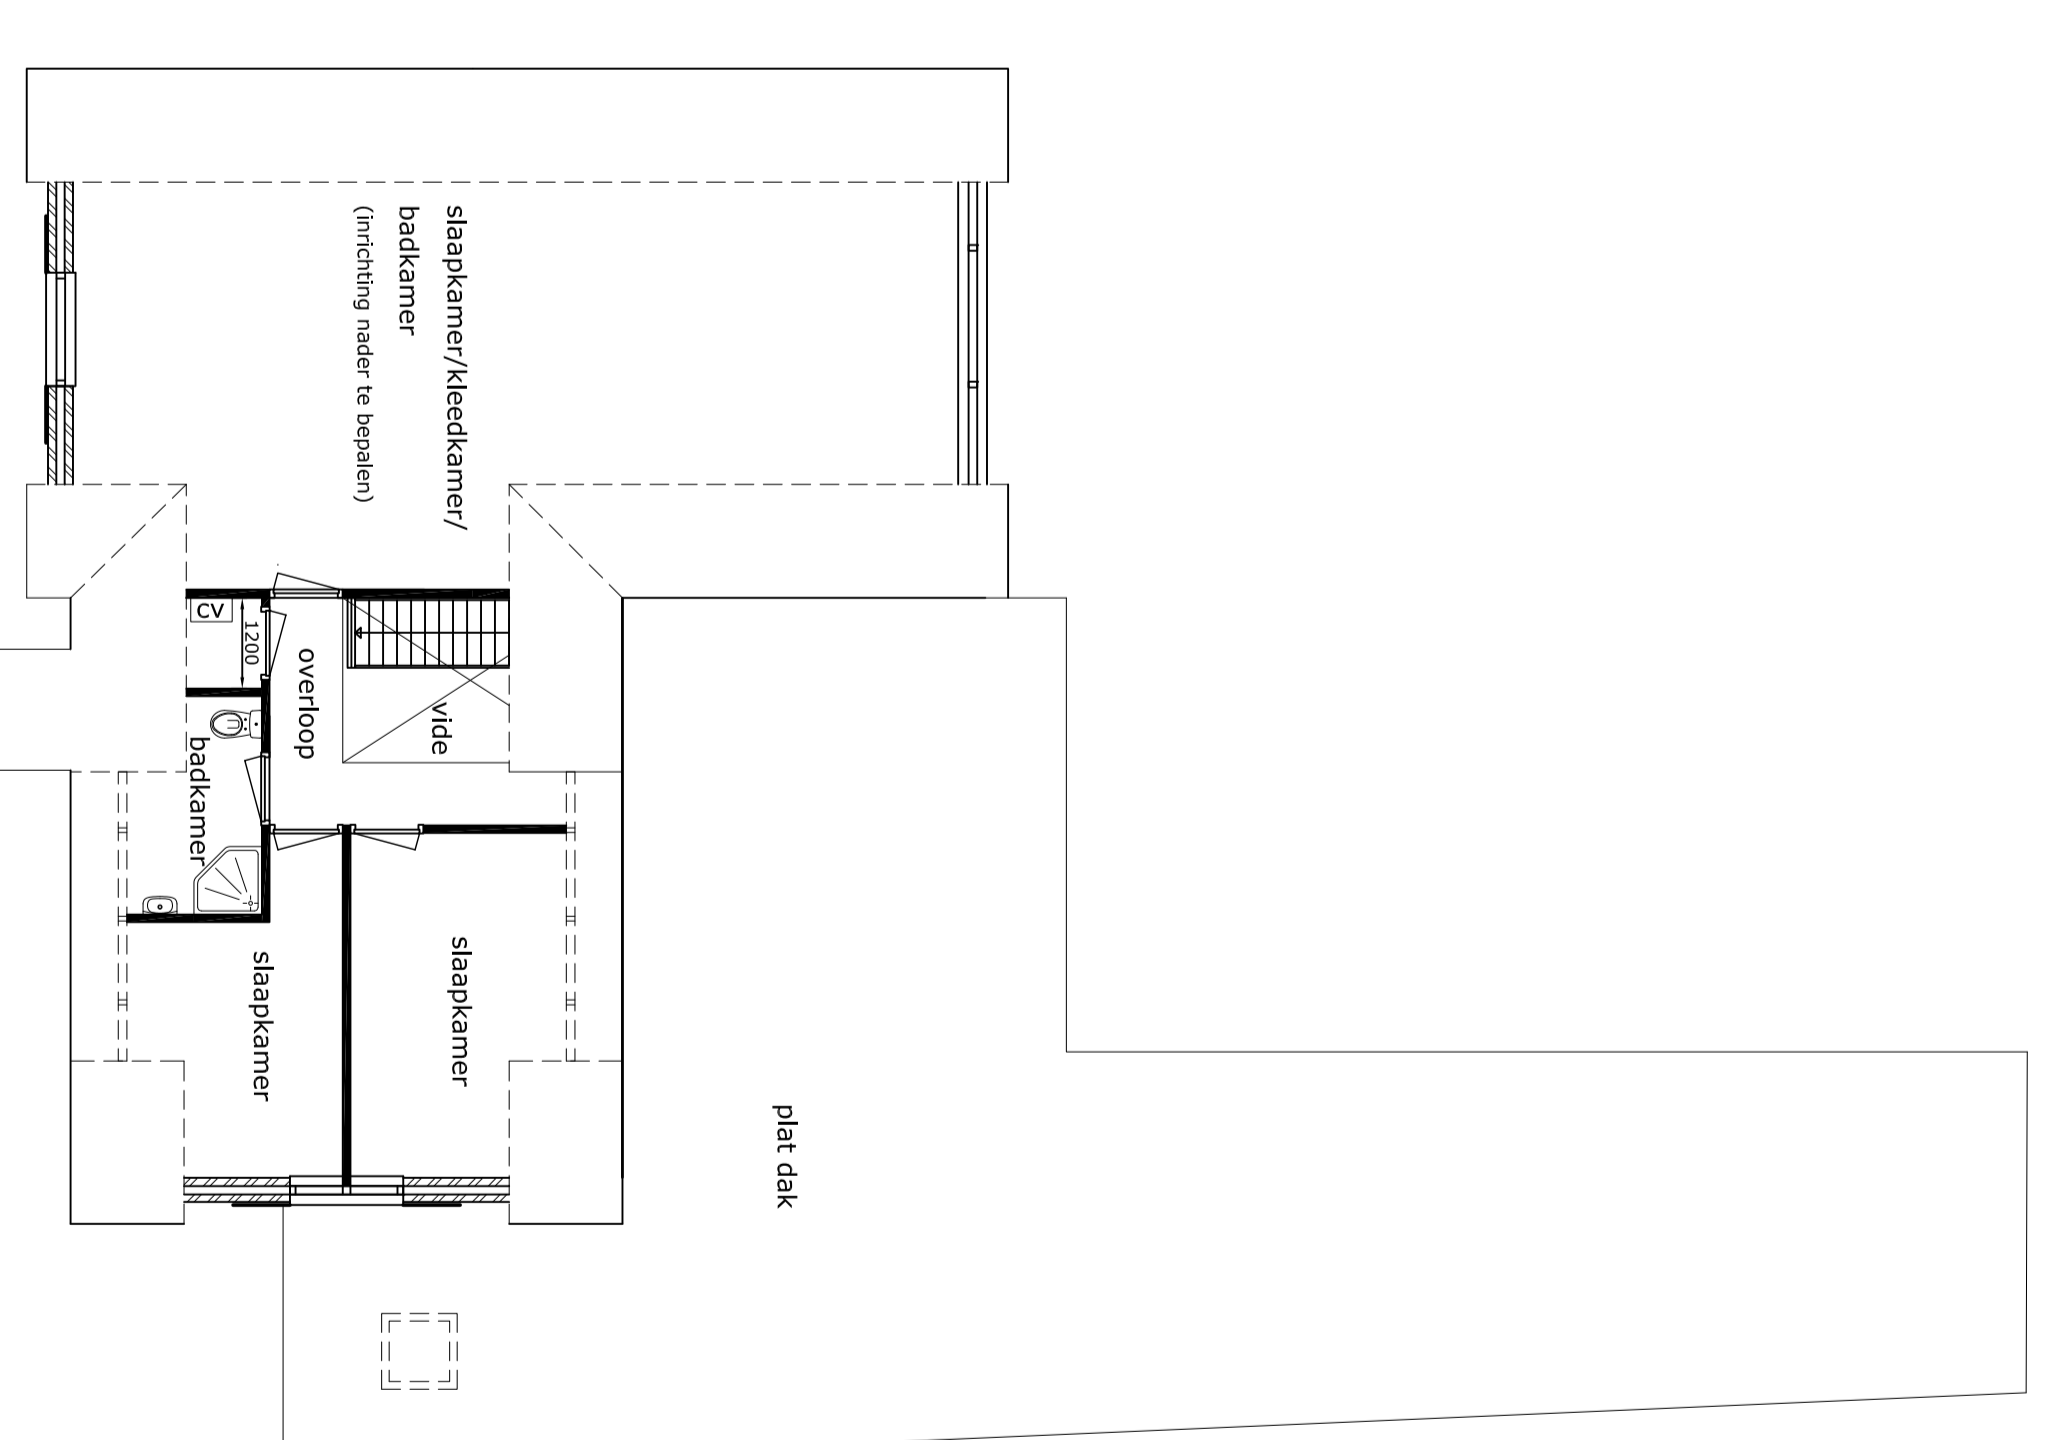 slaapkamer/kleedkamer/
badkamer
(inrichting nader te bepalen)
cv
1200
overloop
vide
badkamer
slaapkamer
slaapkamer
plat dak